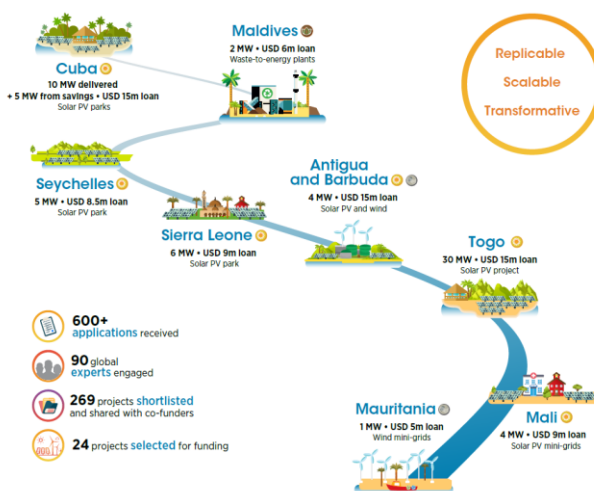 Cuba
10 MW delivered
+ 5 MW from savings • USD 15m loan
Solar PV parks
Maldives
2 MW • USD 6m loan
Waste-to-energy plants
Replicable
Scalable
Transformative
Seychelles
5 MW • USD 8.5m loan
Solar PV park
Sierra Leone
6 MW • USD 9m loan
Solar PV park
Antigua
and Barbuda
4 MW • USD 15m loan
Solar PV and wind
Togo
30 MW • USD 15m loan
Solar PV project
600+
applications received
90 global
experts engaged
269 projects shortlisted
and shared with co-funders
24 projects selected for funding
Mauritania
1 MW • USD 5m loan
Wind mini-grids
Mali
4 MW • USD 9m loan
Solar PV mini-grids